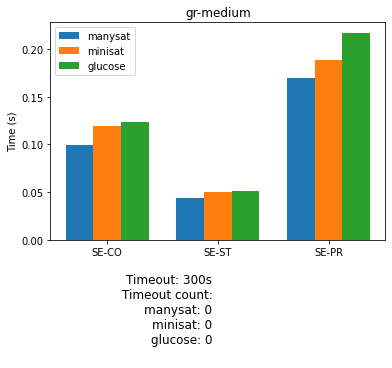 gr-medium
manysat
minisat
glucose
Time (s)
0.20
0.15
0.10
0.05
0.00
SE-CO
SE-ST
SE-PR
Timeout: 300s
Timeout count:
manysat: 0
minisat: 0
glucose: 0